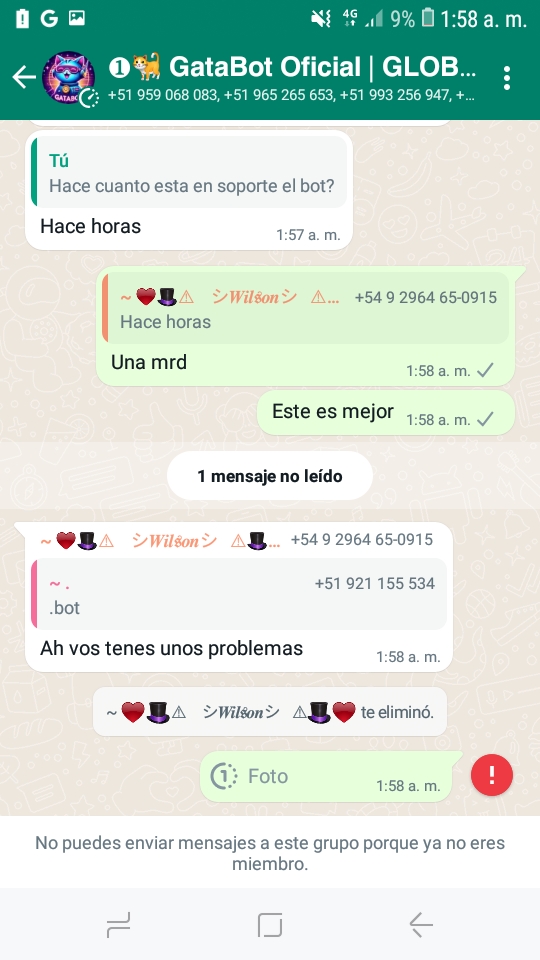 4G 9% 1:58 a. m.
❶🐈 GataBot Oficial | GLOB...
+51 959 068 083, +51 965 265 653, +51 993 256 947, +...
GATABOT
Tú
Hace cuanto esta en soporte el bot?
Hace horas
1:57 a. m.
~ ❤️🎩⚠ シWilsonシ ⚠... +54 9 2964 65-0915
Hace horas
Una mrd
1:58 a. m.
Este es mejor 1:58 a. m.
1 mensaje no leído
~ ❤️🎩⚠ シWilsonシ ⚠🎩... +54 9 2964 65-0915
~ . +51 921 155 534
.bot
Ah vos tenes unos problemas
1:58 a. m.
~ ❤️🎩⚠ シWilsonシ ⚠🎩❤️ te eliminó.
1 Foto 1:58 a. m.
No puedes enviar mensajes a este grupo porque ya no eres
miembro.